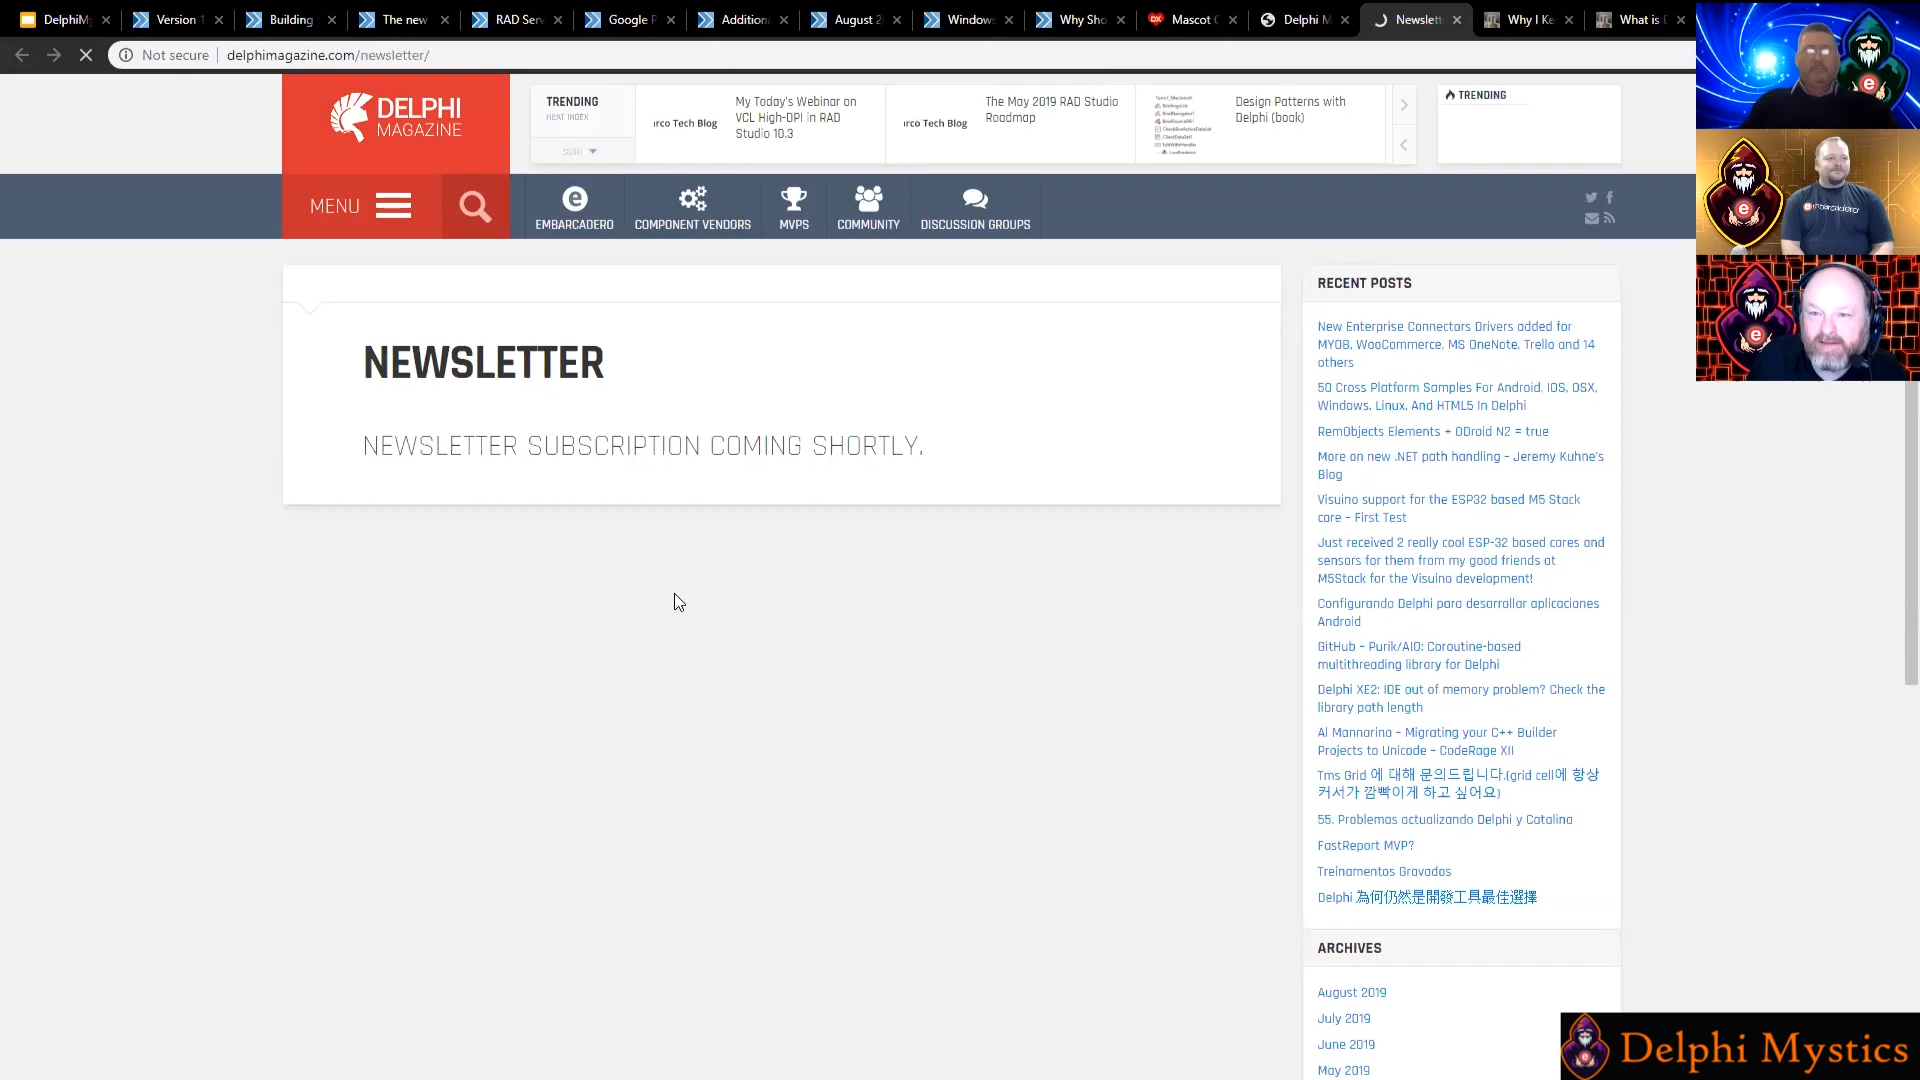 DelphiMy
Version 1
Building
The new
RAD Serv
Google P
Addition
August 2
Windows
Why Sho
Mascot C
Delphi M
Newslett
Why I Ke
What is
Not secure
delphimagazine.com/newsletter/
DELPHI
MAGAZINE
TRENDING
HEAT INDEX
SORT
irco Tech Blog
My Today's Webinar on
VCL High-DPI in RAD
Studio 10.3
irco Tech Blog
The May 2019 RAD Studio
Roadmap
Design Patterns with
Delphi (book)
TRENDING
MENU
EMBARCADERO
COMPONENT VENDORS
MVPS
COMMUNITY
DISCUSSION GROUPS
embarcadero
NEWSLETTER
NEWSLETTER SUBSCRIPTION COMING SHORTLY.
RECENT POSTS
New Enterprise Connectors Drivers added for
MYOB, WooCommerce, MS OneNote, Trello and 14
others
50 Cross Platform Samples For Android, IOS, OSX,
Windows, Linux, And HTML5 In Delphi
RemObjects Elements + ODroid N2 = true
More on new .NET path handling – Jeremy Kuhne's
Blog
Visuino support for the ESP32 based M5 Stack
core – First Test
Just received 2 really cool ESP-32 based cores and
sensors for them from my good friends at
M5Stack for the Visuino development!
Configurando Delphi para desarrollar aplicaciones
Android
GitHub – Purik/AIO: Coroutine-based
multithreading library for Delphi
Delphi XE2: IDE out of memory problem? Check the
library path length
Al Mannarino – Migrating your C++ Builder
Projects to Unicode – CodeRage XII
Tms Grid 에 대해 문의드립니다.(grid cell에 항상
커서가 깜빡이게 하고 싶어요)
55. Problemas actualizando Delphi y Catalina
FastReport MVP?
Treinamentos Gravados
Delphi 為何仍然是開發工具最佳選擇
ARCHIVES
August 2019
July 2019
June 2019
May 2019
Delphi Mystics